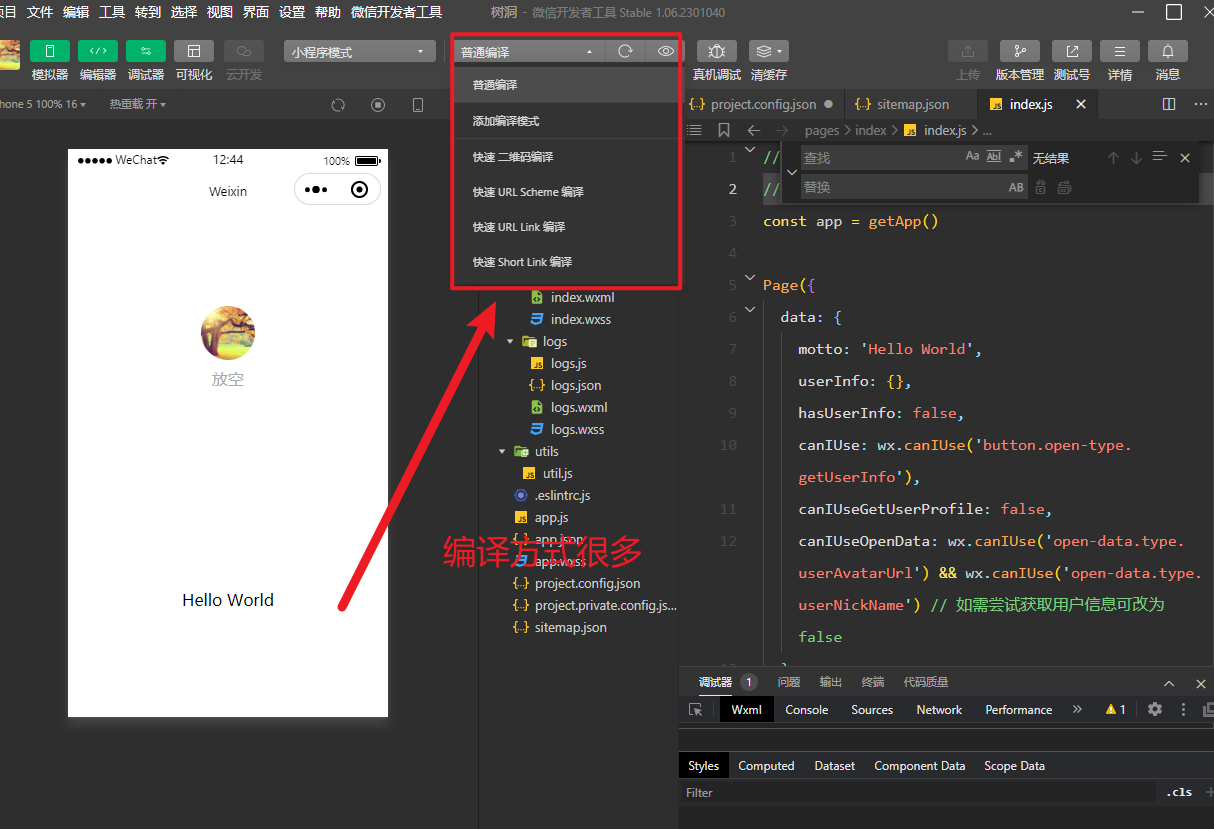 项目 文件 编辑 工具 转到 选择 视图 界面 设置 帮助 微信开发者工具 树洞 - 微信开发者工具 Stable 1.06.2301040
小程序模式 普通编译
模拟器 编辑器 调试器 可视化 云开发 真机调试 清缓存 上传 版本管理 测试号 详情 消息
普通编译
添加编译模式
快速 二维码编译
快速 URL Scheme 编译
快速 URL Link 编译
快速 Short Link 编译
hone 5 100% 16 热重载 开
WeChat 12:44 100%
Weixin
放空
Hello World
index.wxml
index.wxss
logs
logs.js
logs.json
logs.wxml
logs.wxss
utils
util.js
.eslintrc.js
app.js
app.json
app.wxss
project.config.json
project.private.config.js...
sitemap.json
编译方式很多
project.config.json sitemap.json index.js
pages > index > index.js > ...
查找 Aa Abl .* 无结果
替换 AB
1 //
2 //
3 const app = getApp()
4
5 Page({
6 data: {
7 motto: 'Hello World',
8 userInfo: {},
9 hasUserInfo: false,
10 canIUse: wx.canIUse('button.open-type.
getUserInfo'),
11 canIUseGetUserProfile: false,
12 canIUseOpenData: wx.canIUse('open-data.type.
userAvatarUrl') && wx.canIUse('open-data.type.
userNickName') // 如需尝试获取用户信息可改为
false
调试器 1 问题 输出 终端 代码质量
Wxml Console Sources Network Performance » 1
Styles Computed Dataset Component Data Scope Data
Filter .cls +